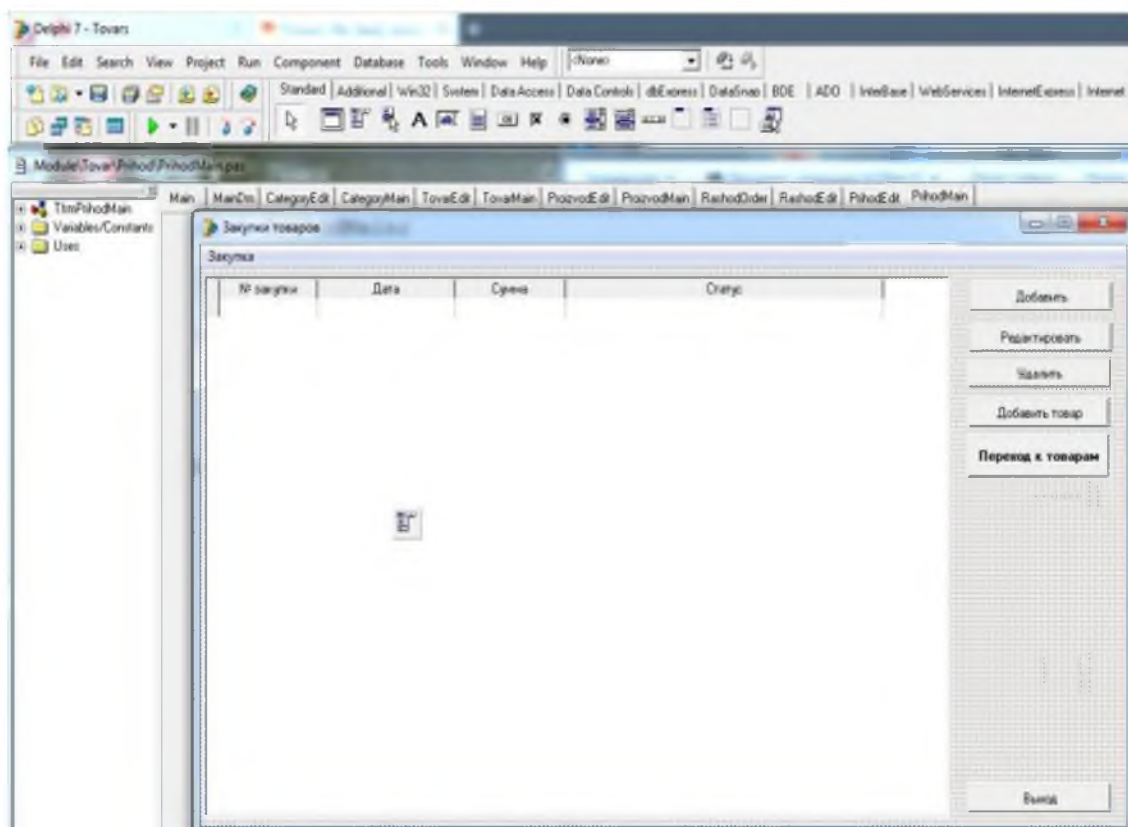 Delphi 7 - Tovars
File Edit Search View Project Run Component Database Tools Window Help <None>
Standard Additional Win32 System Data Access Data Controls dbExpress DataSnap BDE ADO InterBase WebServices InternetExpress Internet
Module\Tovar\Prihod\PrihodMain.pas
TfrmPrihodMain
Variables/Constants
Uses
Main MainDm CategoryEdit CategoryMain TovarEdit TovarMain ProizvodEdit ProizvodMain RashodOrder RashodEdit PrihodEdit PrihodMain
Закупки товаров
Закупка
№ закупки Дата Сумма Статус
Добавить
Редактировать
Удалить
Добавить товар
Переход к товарам
Выход